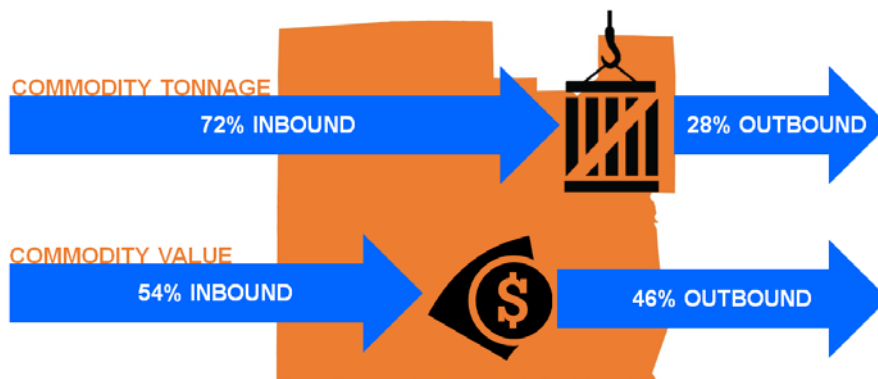 COMMODITY TONNAGE
72% INBOUND
28% OUTBOUND
COMMODITY VALUE
54% INBOUND
$
46% OUTBOUND